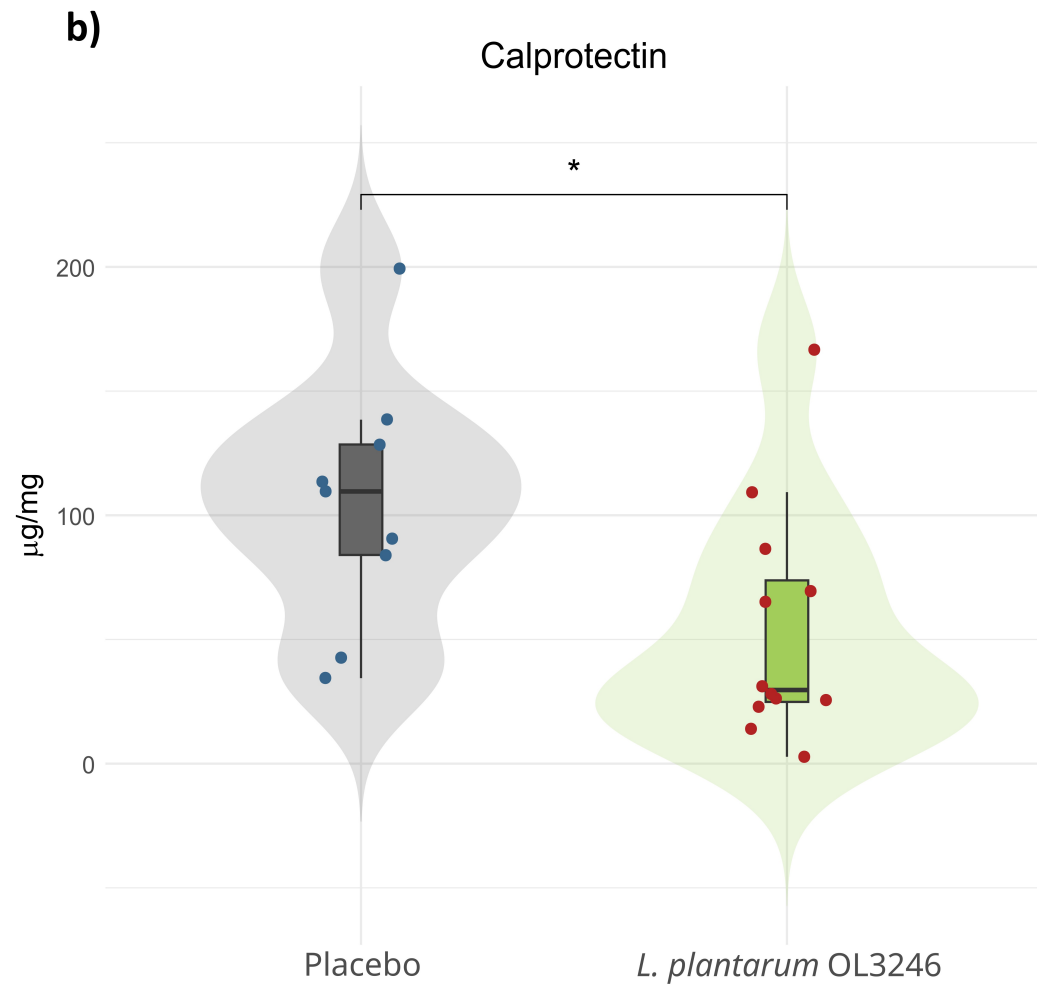 b)
Calprotectin
*
200
100
0
µg/mg
Placebo
L. plantarum OL3246